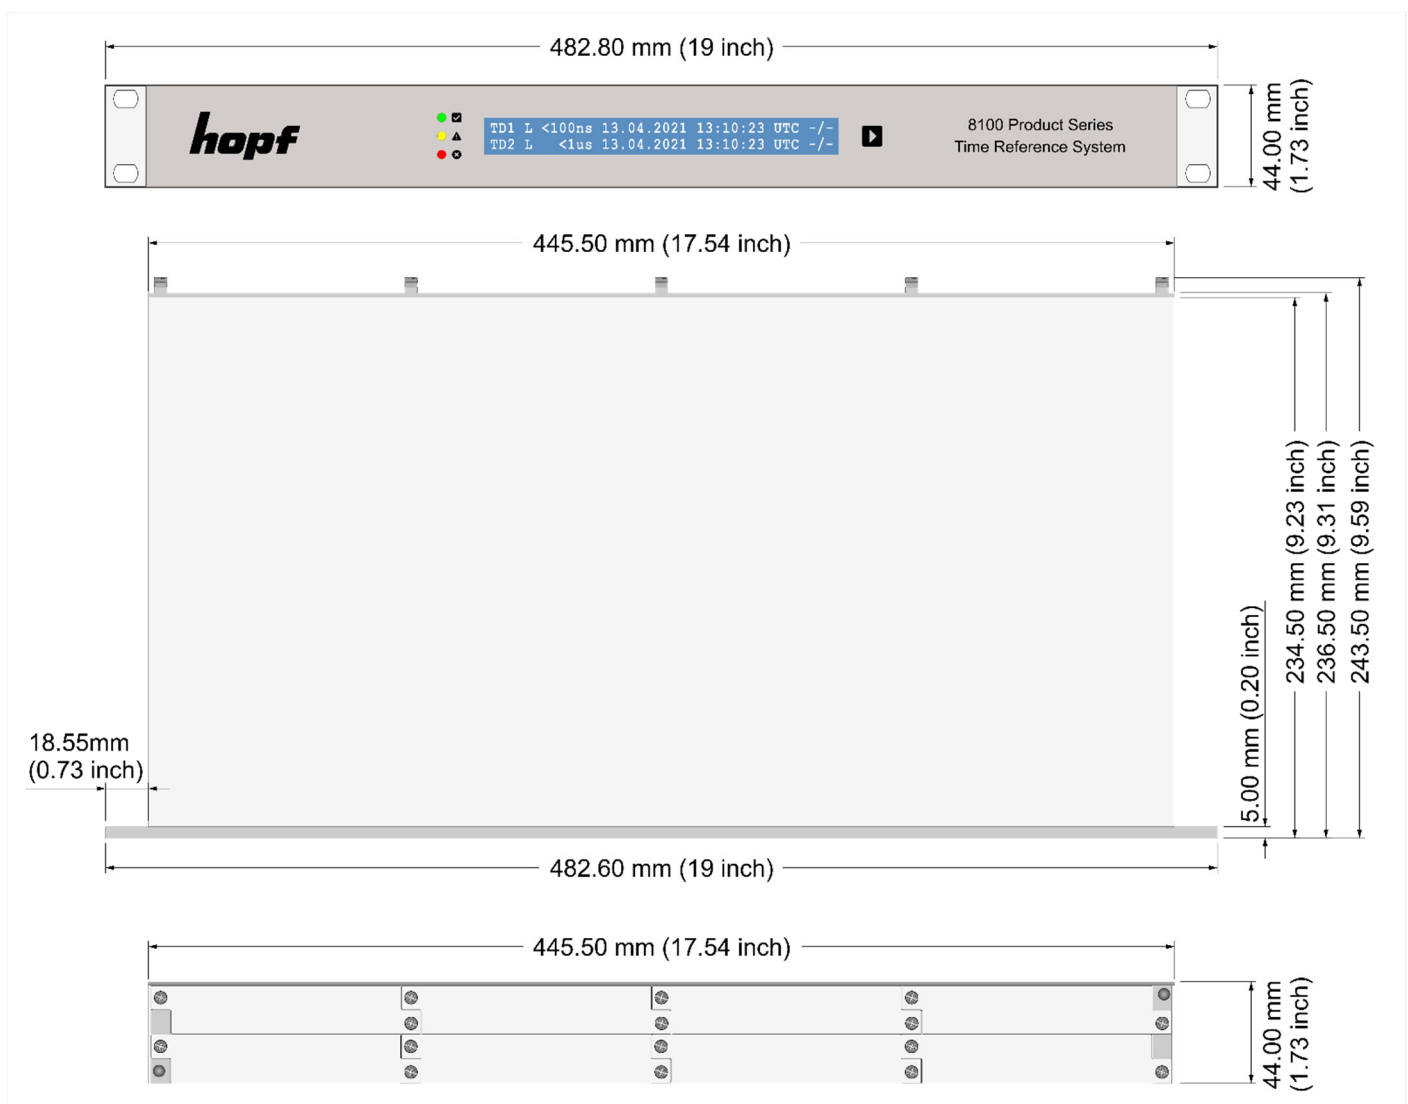 482.80 mm (19 inch)
hopf
TD1 L <100ns 13.04.2021 13:10:23 UTC -/-
TD2 L <1us 13.04.2021 13:10:23 UTC -/-
8100 Product Series
Time Reference System
44.00 mm
(1.73 inch)
445.50 mm (17.54 inch)
234.50 mm (9.23 inch)
236.50 mm (9.31 inch)
243.50 mm (9.59 inch)
5.00 mm (0.20 inch)
18.55mm
(0.73 inch)
482.60 mm (19 inch)
445.50 mm (17.54 inch)
44.00 mm
(1.73 inch)